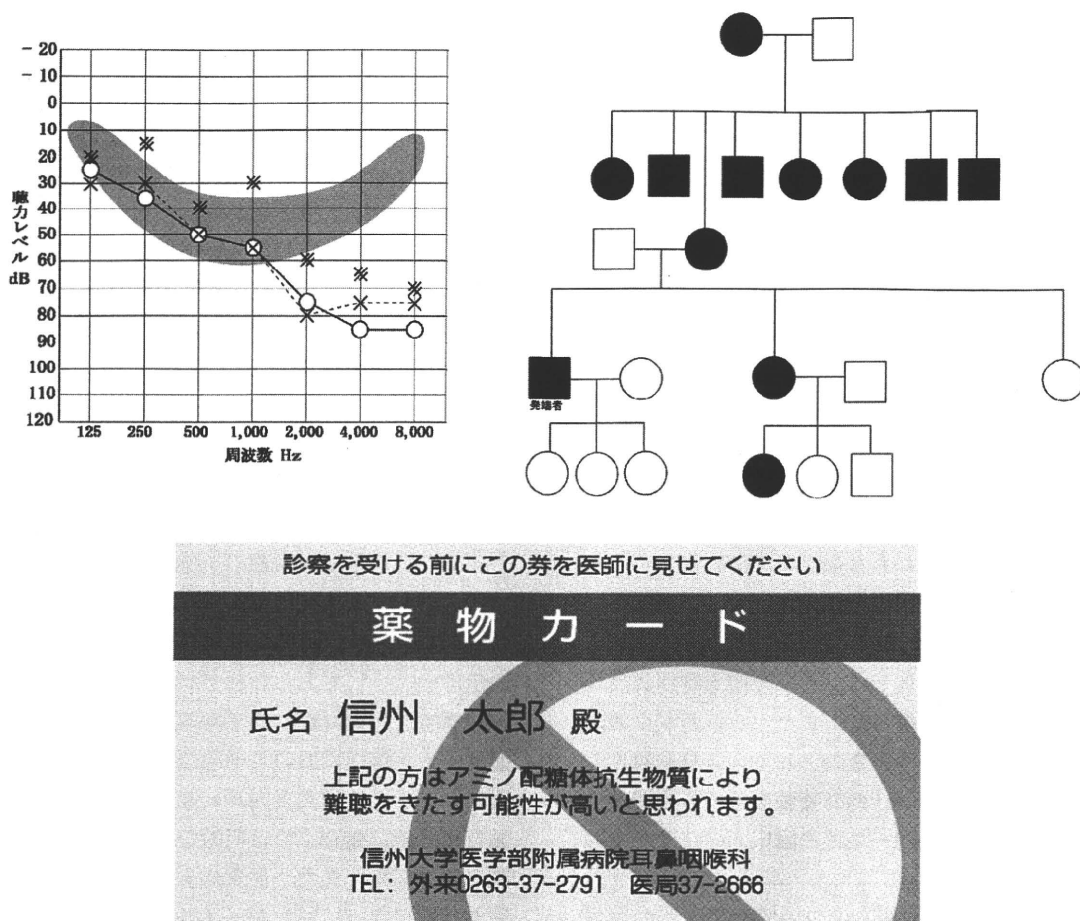 - 20
- 10
0
10
20
30
40
50
60
70
80
90
100
110
120
聴力レベル
dB
125 250 500 1,000 2,000 4,000 8,000
周波数 Hz
発端者
診察を受ける前にこの券を医師に見せてください
薬物カード
氏名 信州 太郎 殿
上記の方はアミノ配糖体抗生物質により
難聴をきたす可能性が高いと思われます。
信州大学医学部附属病院耳鼻咽喉科
TEL: 外来0263-37-2791 医局37-2666